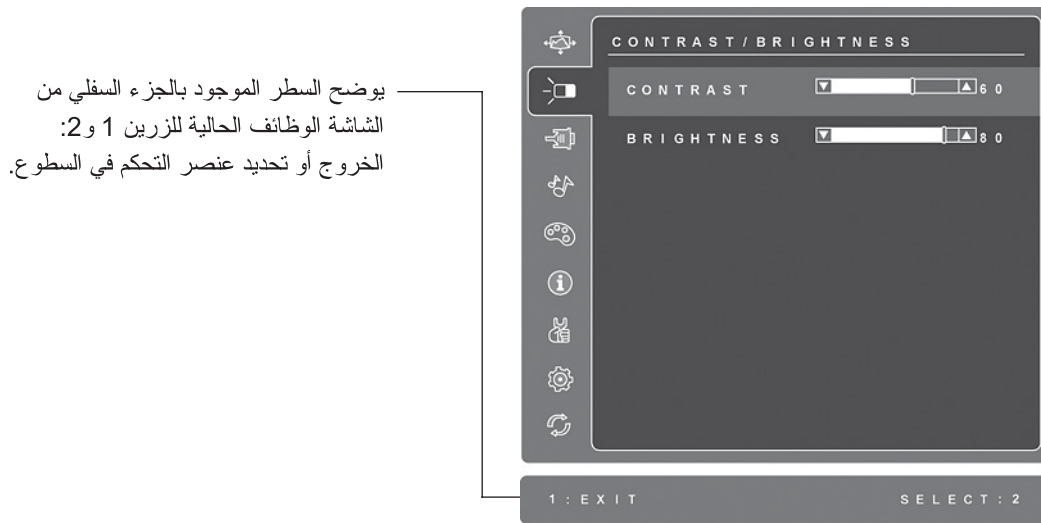 يوضح السطر الموجود بالجزء السفلي من
الشاشة الوظائف الحالية للزرين 1 و2:
الخروج أو تحديد عنصر التحكم في السطوع.
CONTRAST/BRIGHTNESS
CONTRAST 60
BRIGHTNESS 80
1:EXIT SELECT:2